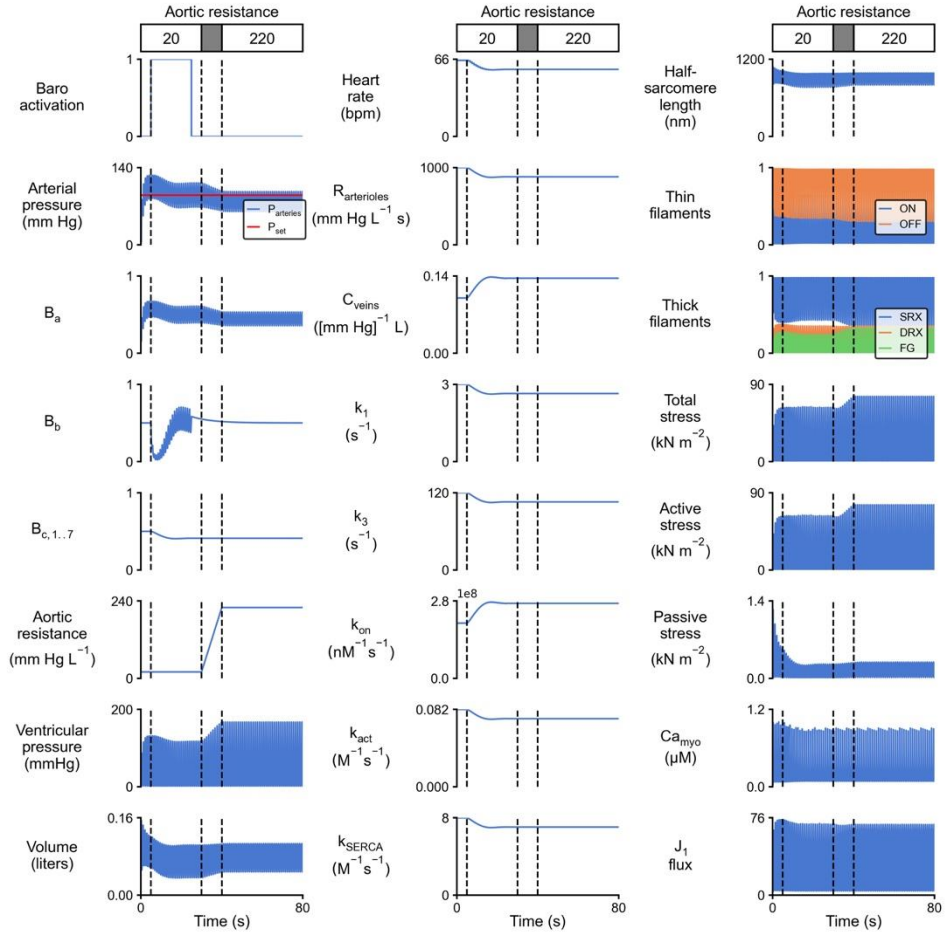 Aortic resistance
20
220
Baro
activation
1
0
Arterial
pressure
(mm Hg)
140
0
P_arteries
P_set
B_a
1
0
B_b
1
0
B_c,1..7
1
0
Aortic
resistance
(mm Hg L⁻¹)
240
0
Ventricular
pressure
(mmHg)
200
0
Volume
(liters)
0.16
0.00
0
80
Time (s)
Aortic resistance
20
220
Heart
rate
(bpm)
66
0
R_arterioles
(mm Hg L⁻¹ s)
1000
0
C_veins
([mm Hg]⁻¹ L)
0.14
0.00
k₁
(s⁻¹)
3
0
k₃
(s⁻¹)
120
0
k_on
(nM⁻¹s⁻¹)
1e8
2.8
0.0
k_act
(M⁻¹s⁻¹)
0.082
0.000
k_SERCA
(M⁻¹s⁻¹)
8
0
0
80
Time (s)
Aortic resistance
20
220
Half-
sarcomere
length
(nm)
1200
0
Thin
filaments
1
0
ON
OFF
Thick
filaments
1
0
SRX
DRX
FG
Total
stress
(kN m⁻²)
90
0
Active
stress
(kN m⁻²)
90
0
Passive
stress
(kN m⁻²)
1.4
0.0
Ca_myo
(µM)
1.2
0.0
J₁
flux
76
0
0
80
Time (s)